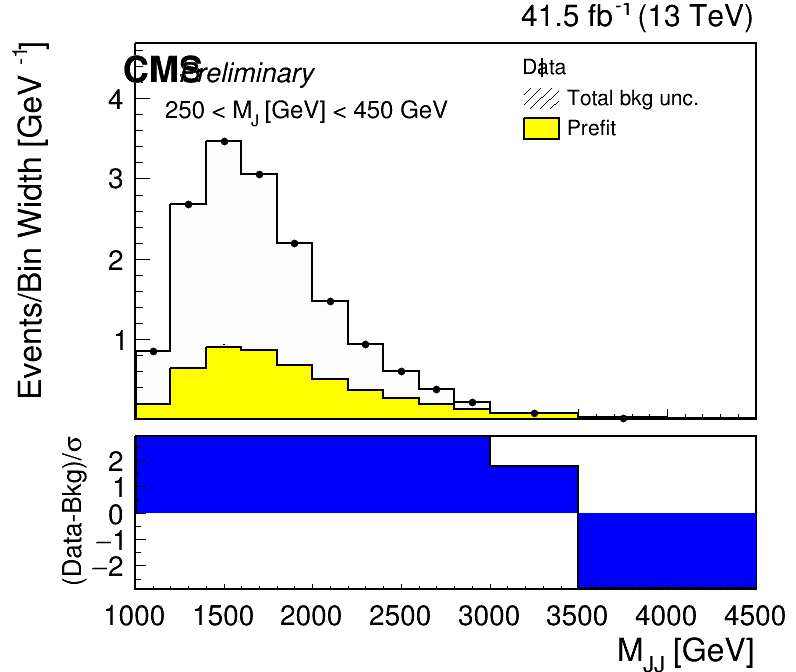 41.5 fb⁻¹ (13 TeV)
CMS Preliminary
Data
250 < M_J [GeV] < 450 GeV
Total bkg unc.
Prefit
Events/Bin Width [GeV⁻¹]
4
3
2
1
(Data-Bkg)/σ
2
1
0
−1
−2
1000 1500 2000 2500 3000 3500 4000 4500
M_JJ [GeV]